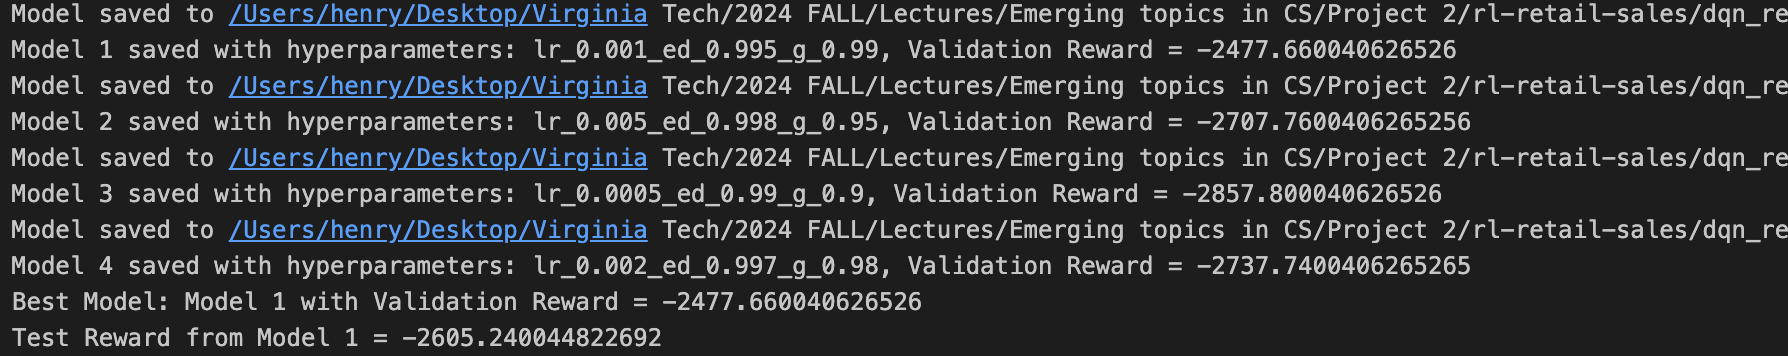 Model saved to /Users/henry/Desktop/Virginia Tech/2024 FALL/Lectures/Emerging topics in CS/Project 2/rl-retail-sales/dqn_re
Model 1 saved with hyperparameters: lr_0.001_ed_0.995_g_0.99, Validation Reward = -2477.660040626526
Model saved to /Users/henry/Desktop/Virginia Tech/2024 FALL/Lectures/Emerging topics in CS/Project 2/rl-retail-sales/dqn_re
Model 2 saved with hyperparameters: lr_0.005_ed_0.998_g_0.95, Validation Reward = -2707.7600406265256
Model saved to /Users/henry/Desktop/Virginia Tech/2024 FALL/Lectures/Emerging topics in CS/Project 2/rl-retail-sales/dqn_re
Model 3 saved with hyperparameters: lr_0.0005_ed_0.99_g_0.9, Validation Reward = -2857.800040626526
Model saved to /Users/henry/Desktop/Virginia Tech/2024 FALL/Lectures/Emerging topics in CS/Project 2/rl-retail-sales/dqn_re
Model 4 saved with hyperparameters: lr_0.002_ed_0.997_g_0.98, Validation Reward = -2737.7400406265265
Best Model: Model 1 with Validation Reward = -2477.660040626526
Test Reward from Model 1 = -2605.240044822692